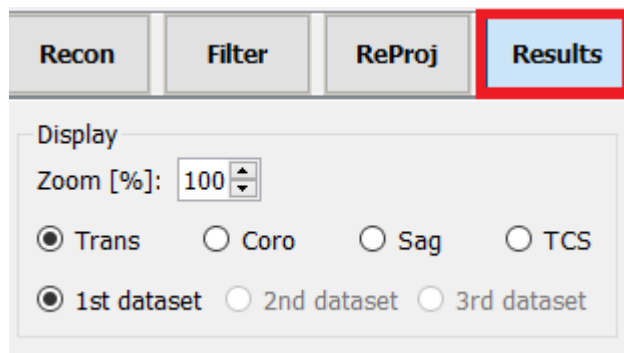 Recon Filter ReProj Results
Display
Zoom [%]: 100
Trans Coro Sag TCS
1st dataset 2nd dataset 3rd dataset